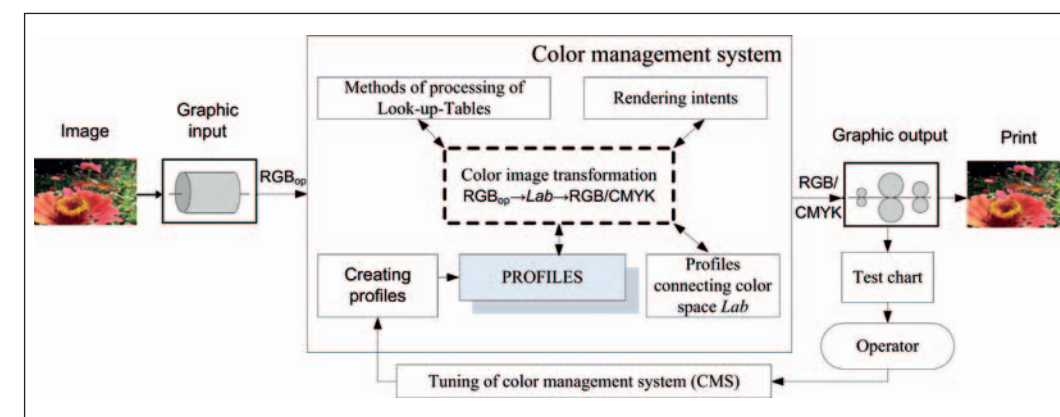 Color management system
Methods of processing of
Look-up-Tables
Rendering intents
Image
Graphic
input
RGBop
Color image transformation
RGBop→Lab→RGB/CMYK
RGB/
CMYK
Graphic output
Print
Creating
profiles
PROFILES
Profiles
connecting color
space Lab
Test chart
Operator
Tuning of color management system (CMS)